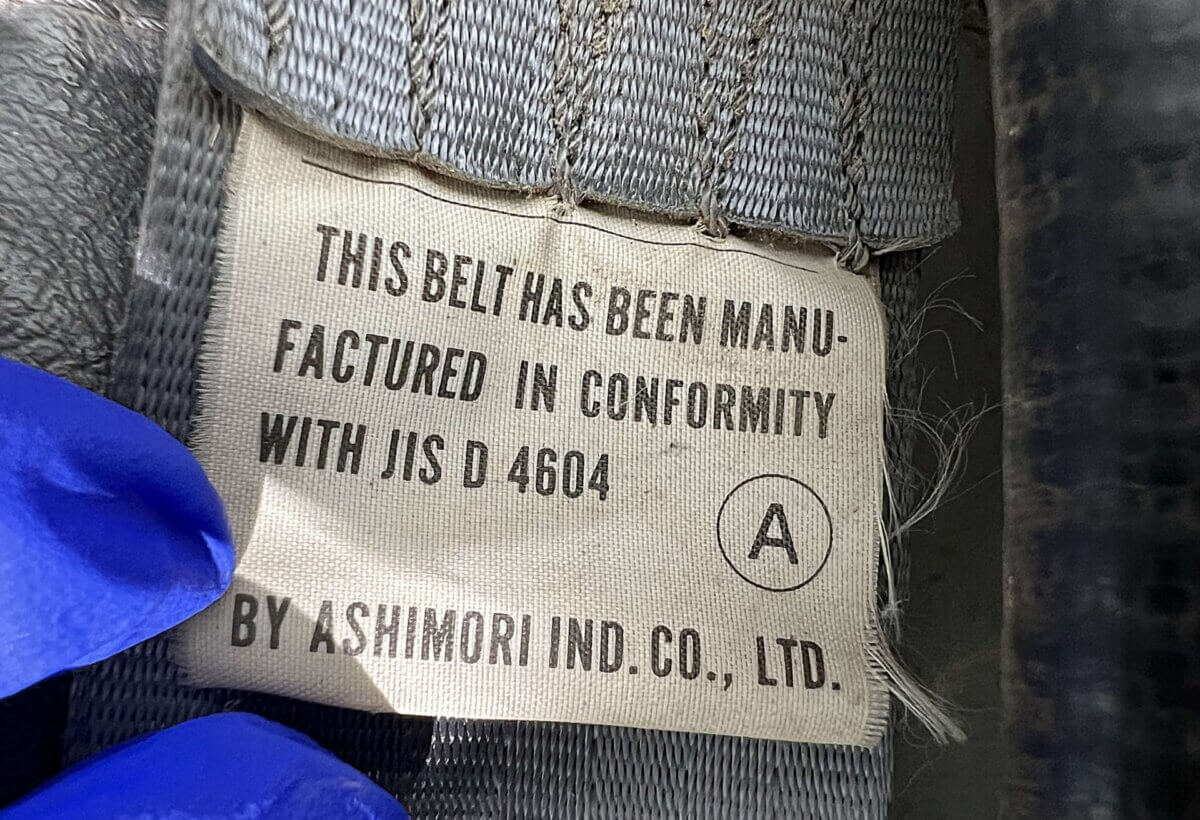 THIS BELT HAS BEEN MANU-
FACTURED IN CONFORMITY
WITH JIS D 4604
A
BY ASHIMORI IND. CO., LTD.